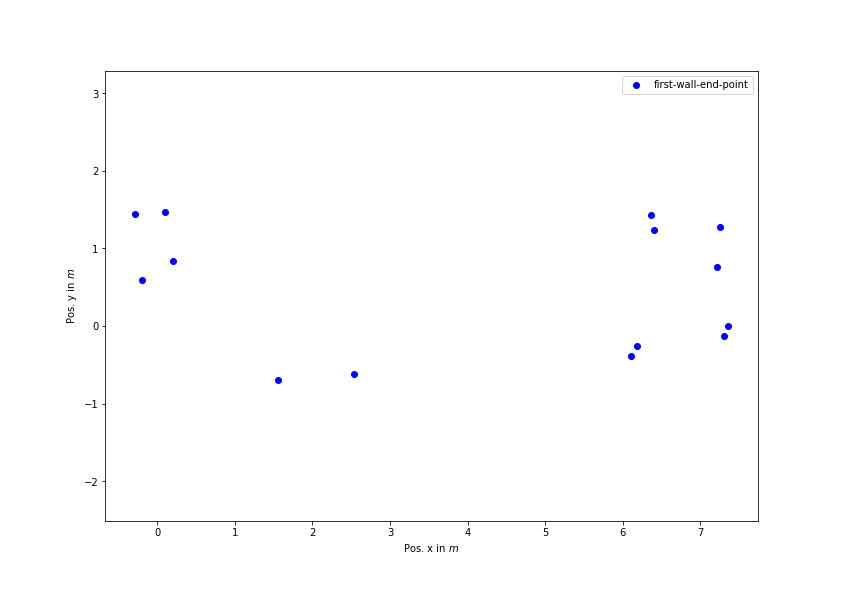 first-wall-end-point
3
2
1
0
−1
−2
Pos. y in m
0 1 2 3 4 5 6 7
Pos. x in m